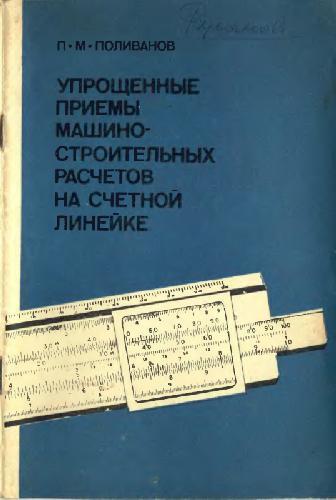 П·М·ПОЛИВАНОВ
УПРОЩЕННЫЕ
ПРИЕМЫ
МАШИНО-
СТРОИТЕЛЬНЫХ
РАСЧЕТОВ
НА СЧЕТНОЙ
ЛИНЕЙКЕ